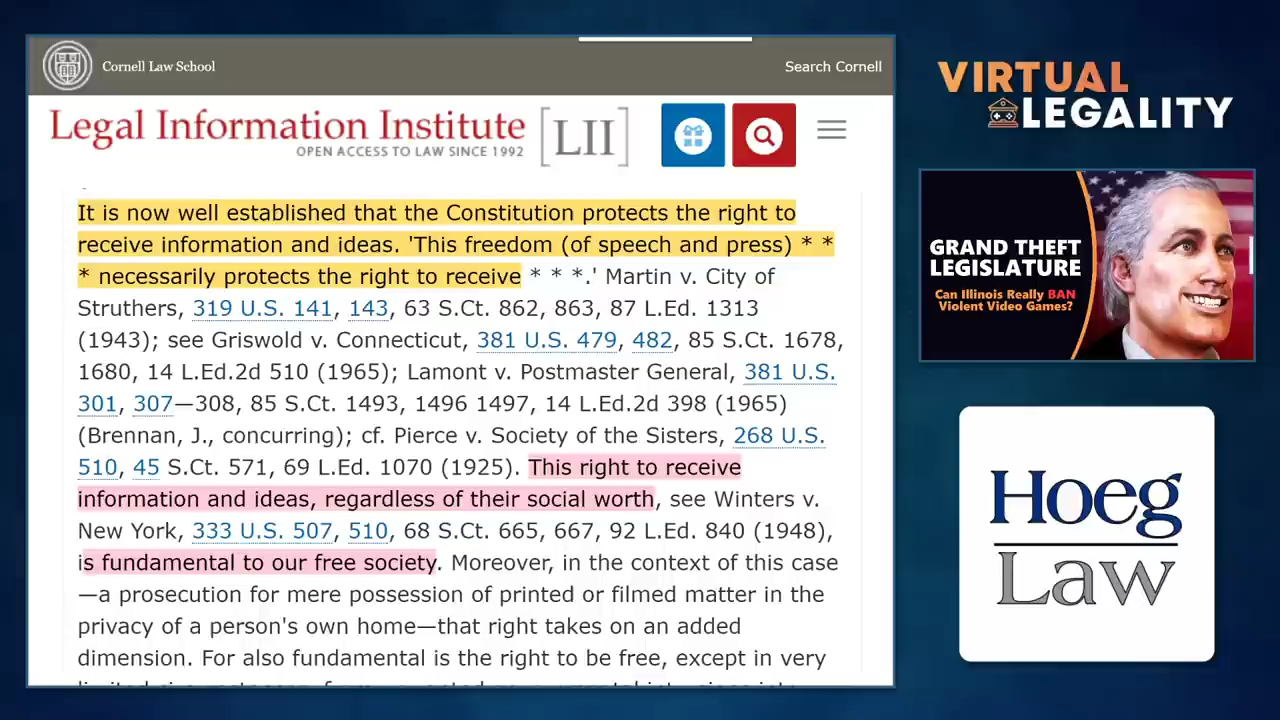 Cornell Law School
Search Cornell
Legal Information Institute
OPEN ACCESS TO LAW SINCE 1992
[LII]
It is now well established that the Constitution protects the right to
receive information and ideas. 'This freedom (of speech and press) * *
* necessarily protects the right to receive * * *.' Martin v. City of
Struthers, 319 U.S. 141, 143, 63 S.Ct. 862, 863, 87 L.Ed. 1313
(1943); see Griswold v. Connecticut, 381 U.S. 479, 482, 85 S.Ct. 1678,
1680, 14 L.Ed.2d 510 (1965); Lamont v. Postmaster General, 381 U.S.
301, 307—308, 85 S.Ct. 1493, 1496 1497, 14 L.Ed.2d 398 (1965)
(Brennan, J., concurring); cf. Pierce v. Society of the Sisters, 268 U.S.
510, 45 S.Ct. 571, 69 L.Ed. 1070 (1925). This right to receive
information and ideas, regardless of their social worth, see Winters v.
New York, 333 U.S. 507, 510, 68 S.Ct. 665, 667, 92 L.Ed. 840 (1948),
is fundamental to our free society. Moreover, in the context of this case
—a prosecution for mere possession of printed or filmed matter in the
privacy of a person's own home—that right takes on an added
dimension. For also fundamental is the right to be free, except in very
VIRTUAL
LEGALITY
GRAND THEFT
LEGISLATURE
Can Illinois Really BAN
Violent Video Games?
Hoeg
Law